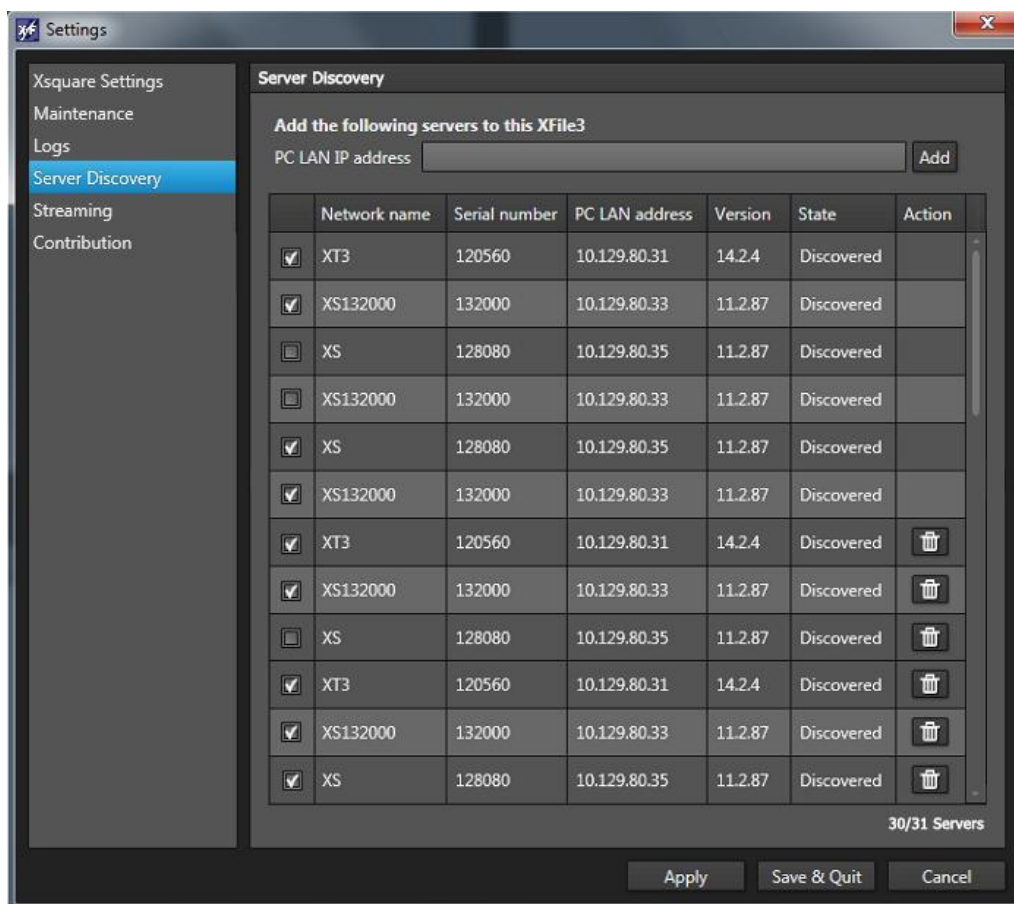 Settings
Xsquare Settings
Maintenance
Logs
Server Discovery
Streaming
Contribution
Server Discovery
Add the following servers to this XFile3
PC LAN IP address Add
Network name Serial number PC LAN address Version State Action
XT3 120560 10.129.80.31 14.2.4 Discovered
XS132000 132000 10.129.80.33 11.2.87 Discovered
XS 128080 10.129.80.35 11.2.87 Discovered
XS132000 132000 10.129.80.33 11.2.87 Discovered
XS 128080 10.129.80.35 11.2.87 Discovered
XS132000 132000 10.129.80.33 11.2.87 Discovered
XT3 120560 10.129.80.31 14.2.4 Discovered
XS132000 132000 10.129.80.33 11.2.87 Discovered
XS 128080 10.129.80.35 11.2.87 Discovered
XT3 120560 10.129.80.31 14.2.4 Discovered
XS132000 132000 10.129.80.33 11.2.87 Discovered
XS 128080 10.129.80.35 11.2.87 Discovered
30/31 Servers
Apply Save & Quit Cancel